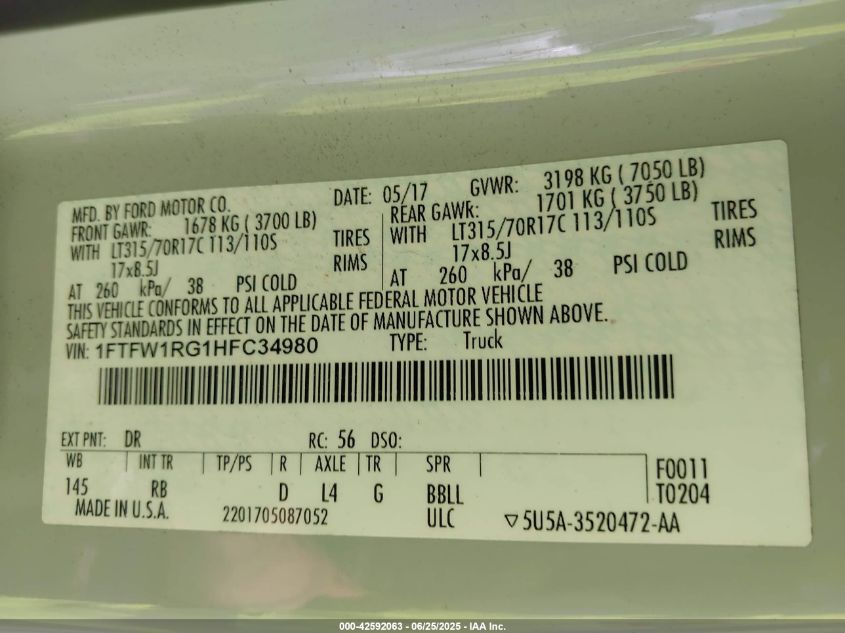 MFD. BY FORD MOTOR CO. DATE: 05/17 GVWR: 3198 KG ( 7050 LB)
FRONT GAWR: 1678 KG ( 3700 LB) REAR GAWR: 1701 KG ( 3750 LB)
WITH LT315/70R17C 113/110S TIRES WITH LT315/70R17C 113/110S TIRES
17x8.5J RIMS 17x8.5J RIMS
AT 260 kPa/ 38 PSI COLD AT 260 kPa/ 38 PSI COLD
THIS VEHICLE CONFORMS TO ALL APPLICABLE FEDERAL MOTOR VEHICLE
SAFETY STANDARDS IN EFFECT ON THE DATE OF MANUFACTURE SHOWN ABOVE.
VIN: 1FTFW1RG1HFC34980 TYPE: Truck
EXT PNT: DR RC: 56 DSO:
WB INT TR TP/PS R AXLE TR SPR F0011
145 RB D L4 G BBLL T0204
MADE IN U.S.A. 2201705087052 ULC ▽5U5A-3520472-AA
000-42592063 - 06/25/2025 - IAA Inc.